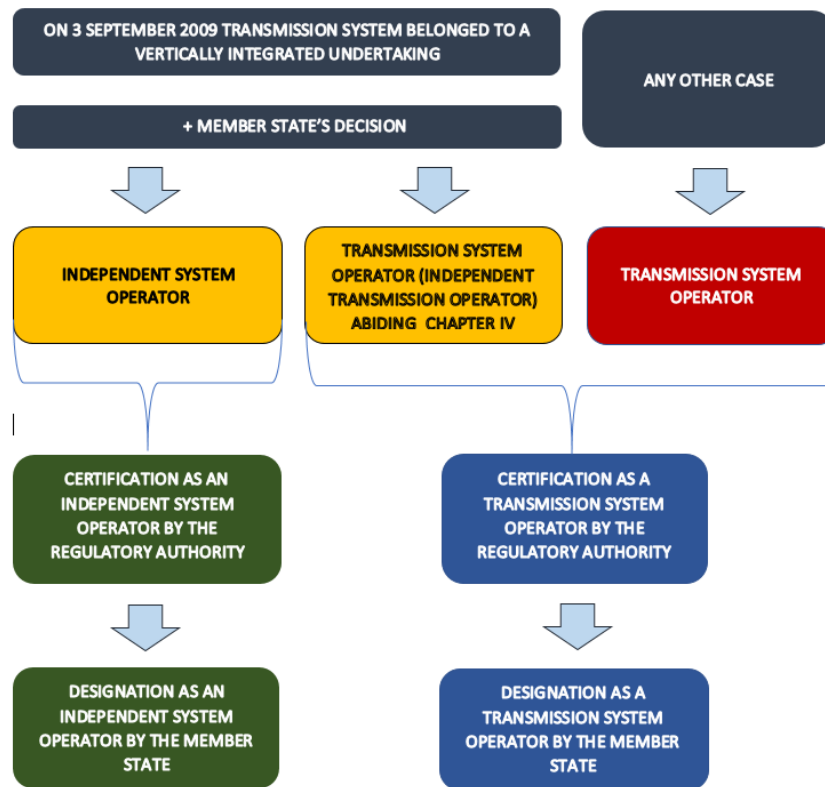 ON 3 SEPTEMBER 2009 TRANSMISSION SYSTEM BELONGED TO A
VERTICALLY INTEGRATED UNDERTAKING
+ MEMBER STATE'S DECISION
ANY OTHER CASE
INDEPENDENT SYSTEM
OPERATOR
TRANSMISSION SYSTEM
OPERATOR (INDEPENDENT
TRANSMISSION OPERATOR)
ABIDING CHAPTER IV
TRANSMISSION SYSTEM
OPERATOR
CERTIFICATION AS AN
INDEPENDENT SYSTEM
OPERATOR BY THE
REGULATORY AUTHORITY
CERTIFICATION AS A
TRANSMISSION SYSTEM
OPERATOR BY THE
REGULATORY AUTHORITY
DESIGNATION AS AN
INDEPENDENT SYSTEM
OPERATOR BY THE MEMBER
STATE
DESIGNATION AS A
TRANSMISSION SYSTEM
OPERATOR BY THE MEMBER
STATE